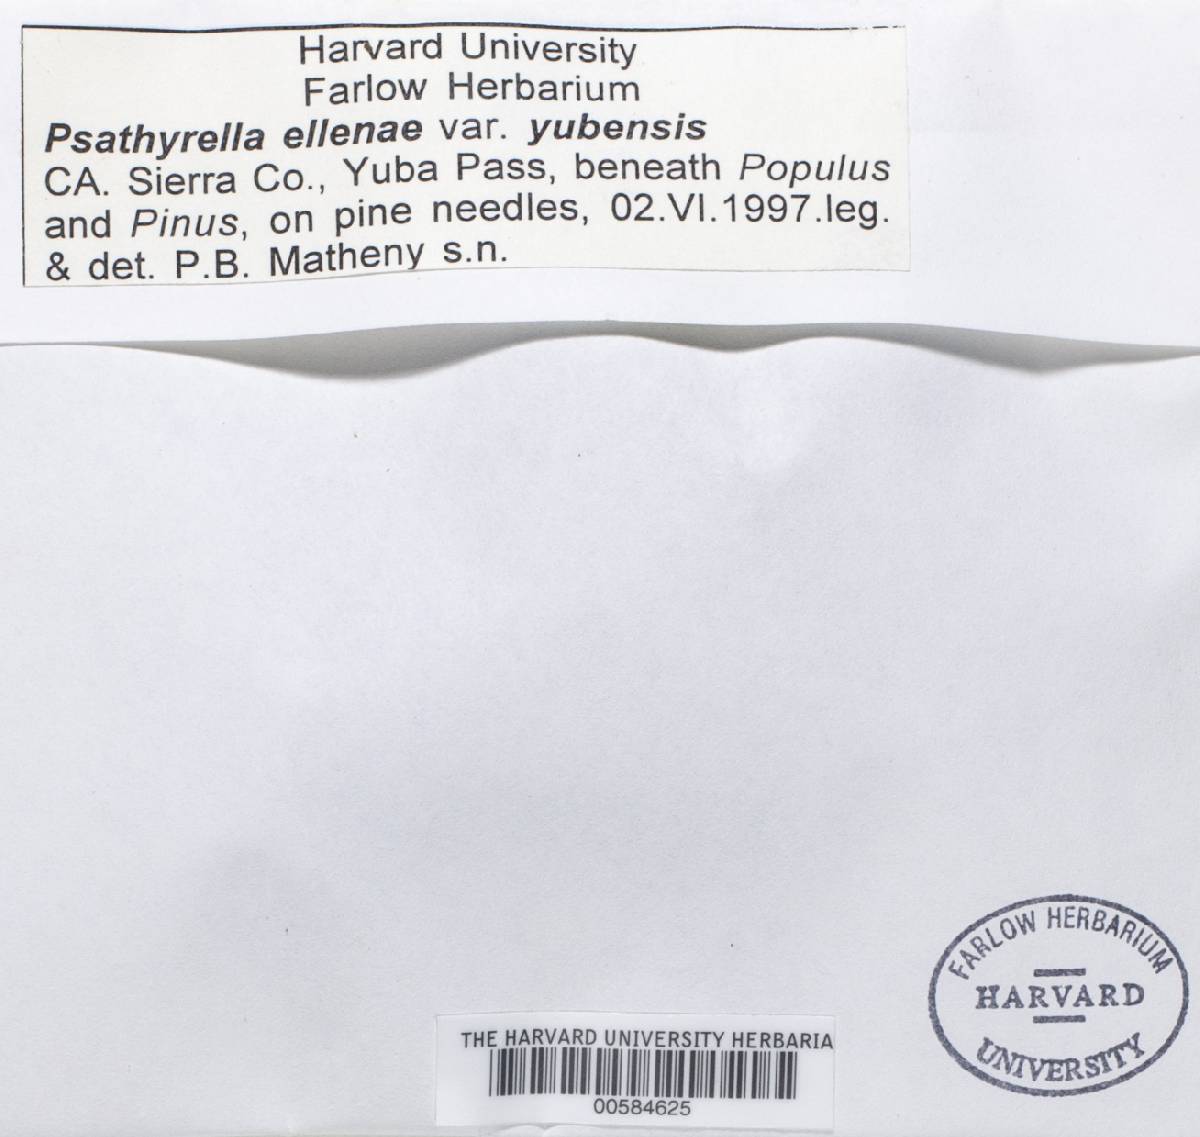 Harvard University
Farlow Herbarium
Psathyrella ellenae var. yubensis
CA. Sierra Co., Yuba Pass, beneath Populus
and Pinus, on pine needles, 02.VI.1997.leg.
& det. P.B. Matheny s.n.
FARLOW HERBARIUM
HARVARD
UNIVERSITY
THE HARVARD UNIVERSITY HERBARIA
00584625